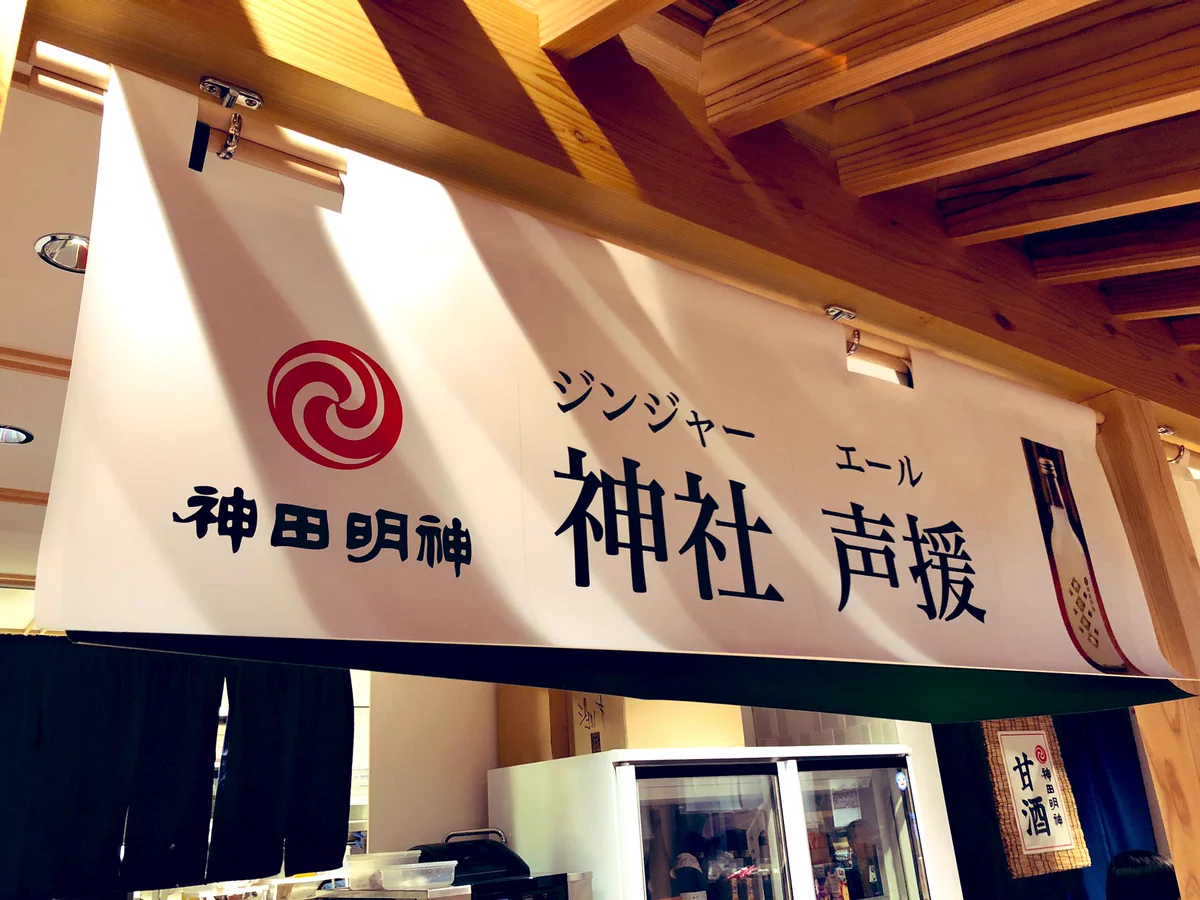 神田明神
ジンジャー エール
神社 声援
神田明神
甘酒